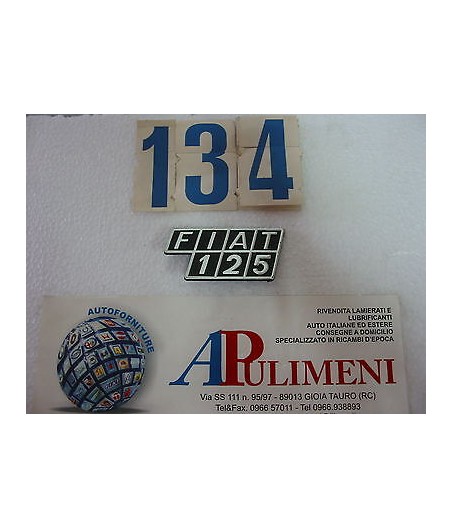 134
FIAT
125
AUTOFORNITURE
APULIMENI
RIVENDITA LAMIERATI E
LUBRIFICANTI
AUTO ITALIANE ED ESTERE
CONSEGNE A DOMICILIO
SPECIALIZZATO IN RICAMBI D'EPOCA
Via SS 111 n. 95/97 - 89013 GIOIA TAURO (RC)
Tel&Fax. 0966 57011 - Tel 0966.938893